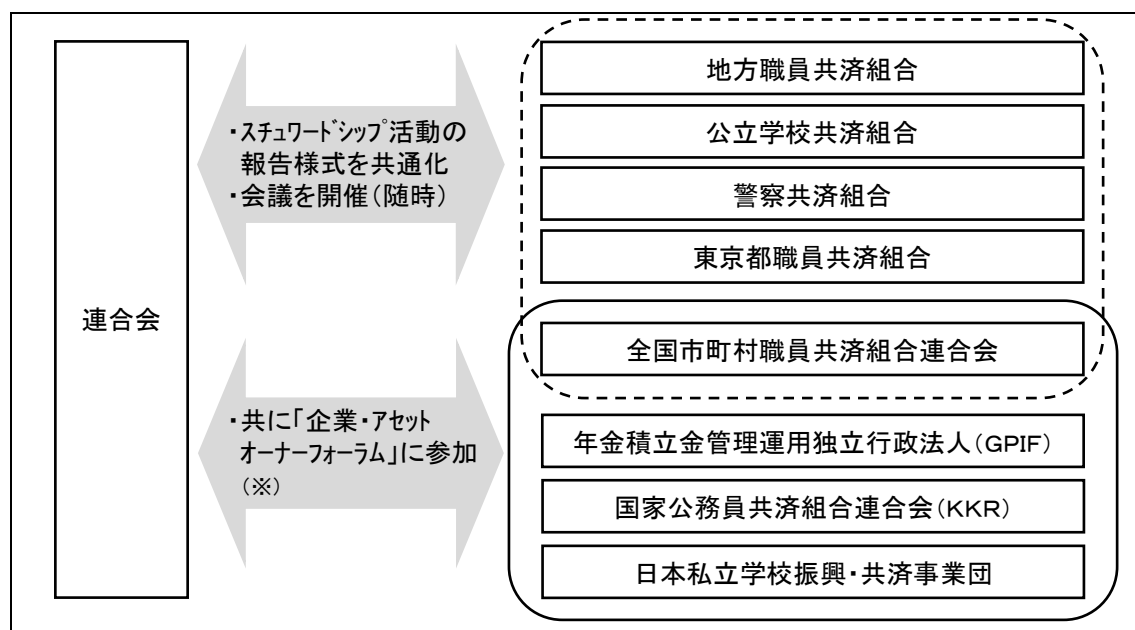 連合会
・スチュワードシップ活動の
報告様式を共通化
・会議を開催(随時)
・共に「企業・アセット
オーナーフォーラム」に参加
(※)
地方職員共済組合
公立学校共済組合
警察共済組合
東京都職員共済組合
全国市町村職員共済組合連合会
年金積立金管理運用独立行政法人(GPIF)
国家公務員共済組合連合会(KKR)
日本私立学校振興・共済事業団